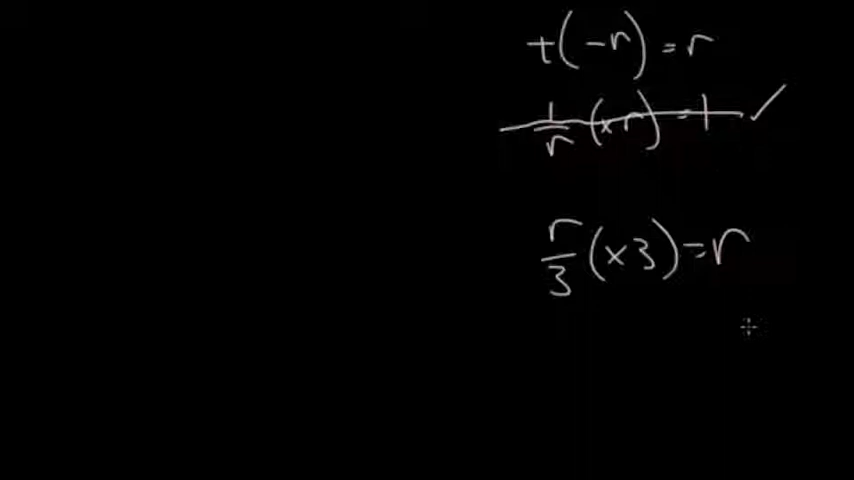 t(-r) = r
1/r (×r) = 1 ✓
r/3 (×3) = r